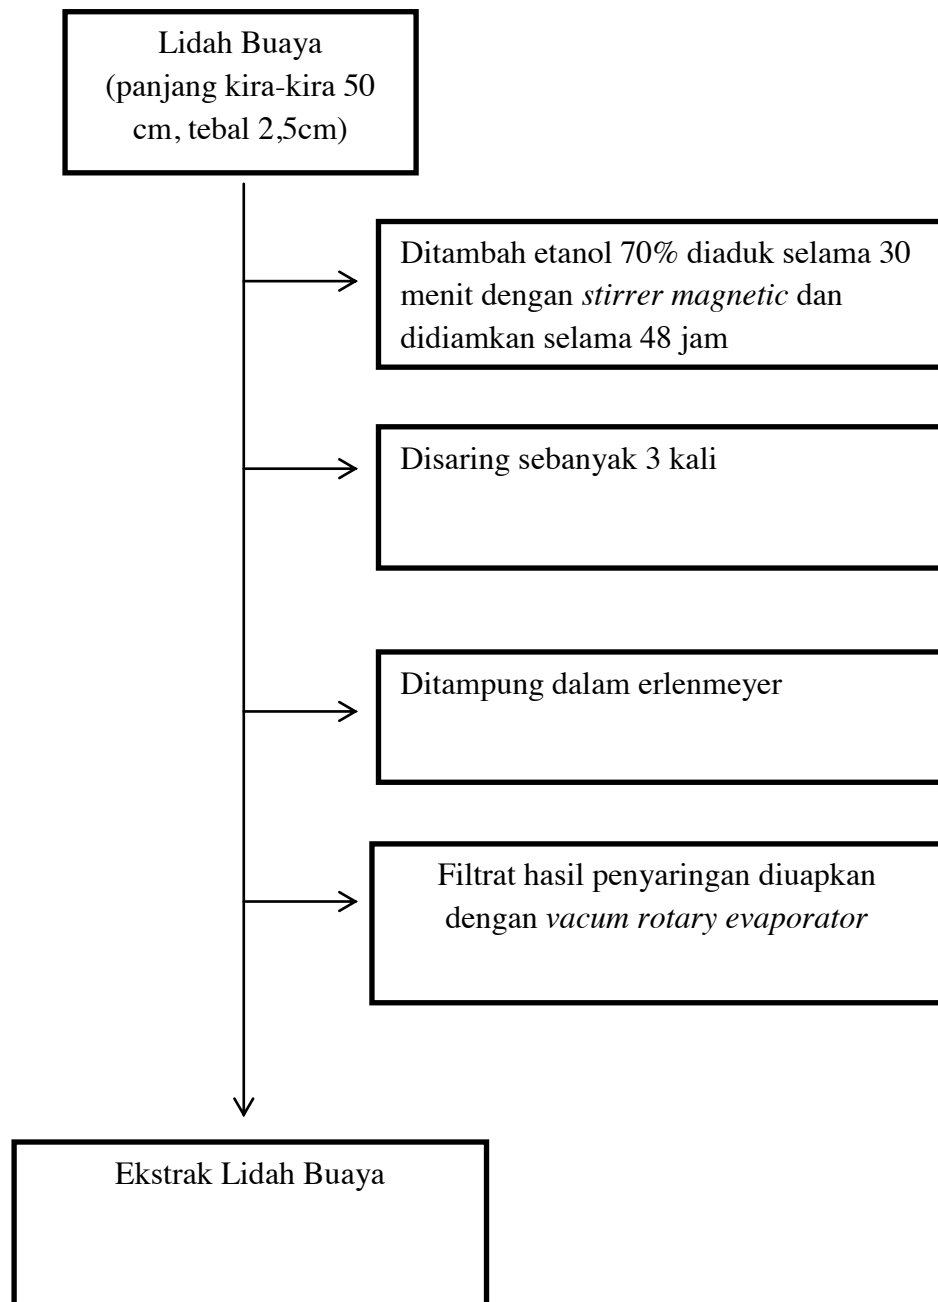 Lidah Buaya
(panjang kira-kira 50
cm, tebal 2,5cm)
Ditambah etanol 70% diaduk selama 30
menit dengan stirrer magnetic dan
didiamkan selama 48 jam
Disaring sebanyak 3 kali
Ditampung dalam erlenmeyer
Filtrat hasil penyaringan diuapkan
dengan vacum rotary evaporator
Ekstrak Lidah Buaya